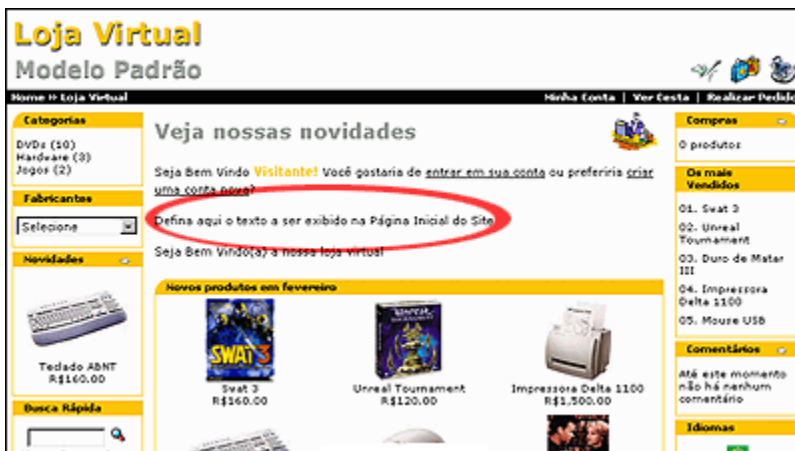 Loja Virtual
Modelo Padrão
Home » Loja Virtual
Minha Conta | Ver Cesta | Realizar Pedido
Categorias
DVDs (10)
Hardware (3)
Jogos (2)
Fabricantes
Selecione
Novidades
Teclado ABNT
R$160.00
Busca Rápida
Veja nossas novidades
Seja Bem Vindo Visitante! Você gostaria de entrar em sua conta ou preferiria criar
uma conta nova?
Defina aqui o texto a ser exibido na Página Inicial do Site
Seja Bem Vindo(a) a nossa loja virtual
Novos produtos em fevereiro
SWAT 3
Unreal
Swat 3
R$160.00
Unreal Tournament
R$120.00
Impressora Delta 1100
R$1,500.00
Compras
0 produtos
Os mais
Vendidos
01. Swat 3
02. Unreal
Tournament
03. Duro de Matar
III
04. Impressora
Delta 1100
05. Mouse USB
Comentários
Até este momento
não há nenhum
comentário
Idiomas